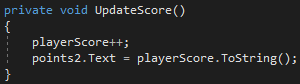 private void UpdateScore()
{
    playerScore++;
    points2.Text = playerScore.ToString();
}